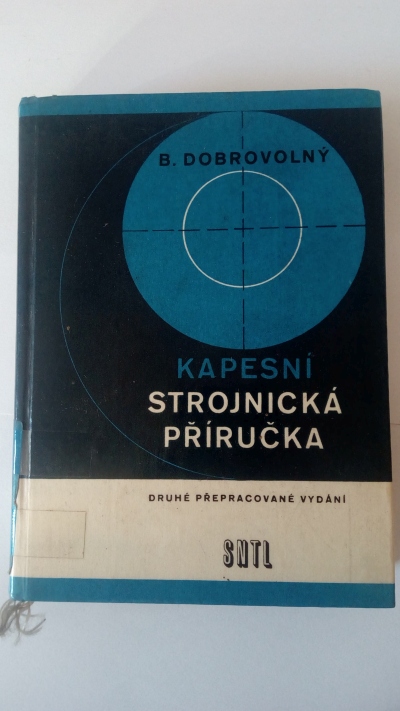 B. DOBROVOLNÝ
KAPESNÍ
STROJNICKÁ
PŘÍRUČKA
DRUHÉ PŘEPRACOVANÉ VYDÁNÍ
SNTL